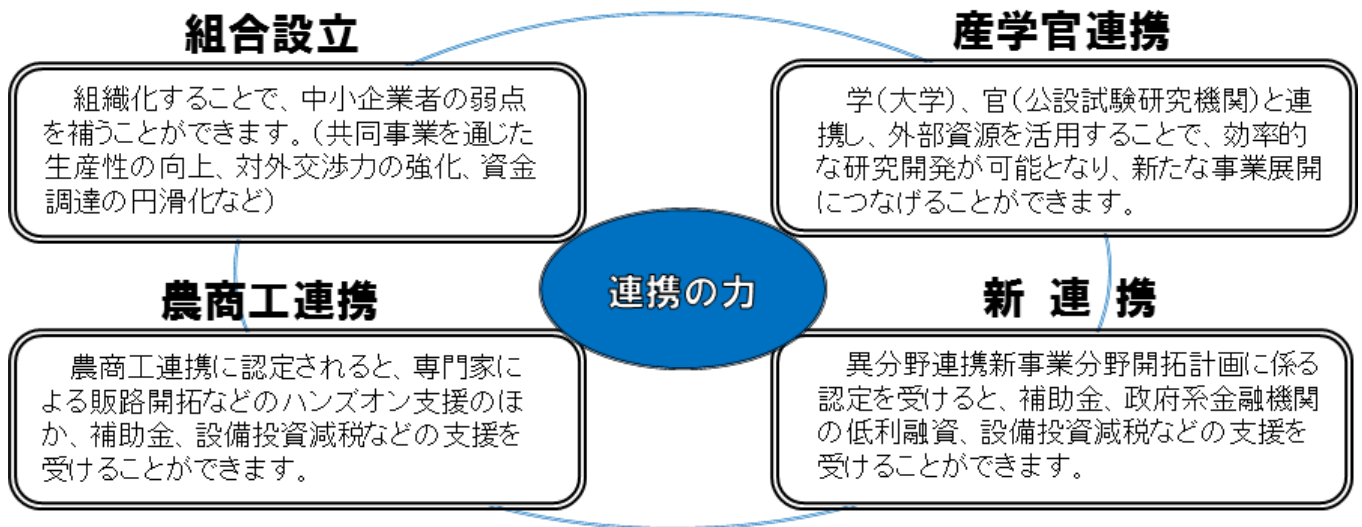 組合設立
組織化することで、中小企業者の弱点
を補うことができます。（共同事業を通じた
生産性の向上、対外交渉力の強化、資金
調達の円滑化など）
産学官連携
学（大学）、官（公設試験研究機関）と連
携し、外部資源を活用することで、効率的
な研究開発が可能となり、新たな事業展開
につなげることができます。
連携の力
農商工連携
農商工連携に認定されると、専門家に
よる販路開拓などのハンズオン支援のほ
か、補助金、設備投資減税などの支援を
受けることができます。
新 連 携
異分野連携新事業分野開拓計画に係る
認定を受けると、補助金、政府系金融機関
の低利融資、設備投資減税などの支援を
受けることができます。